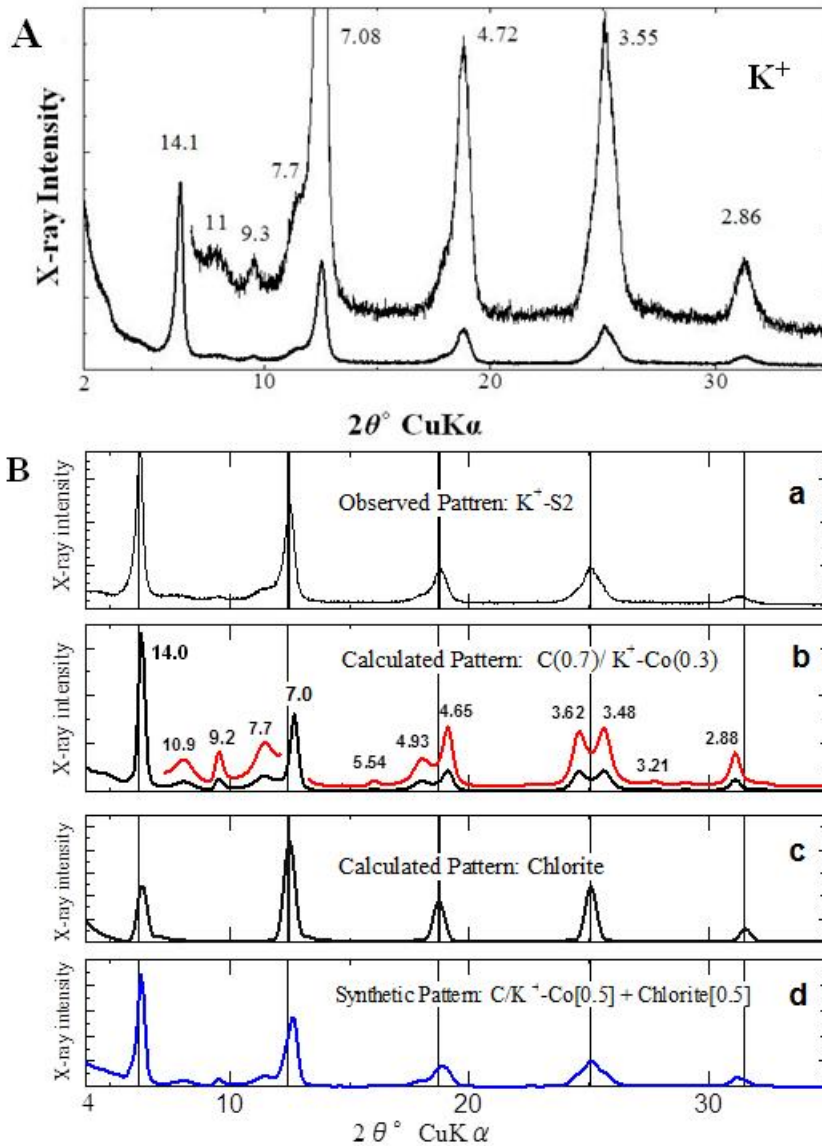 A
X-ray Intensity
14.1
11
9.3
7.7
7.08
4.72
3.55
2.86
K⁺
2
10
20
30
2θ° CuKα
B
X-ray intensity
Observed Pattren: K⁺-S2
a
X-ray intensity
Calculated Pattern: C(0.7)/ K⁺-Co(0.3)
b
14.0
10.9
9.2
7.7
7.0
5.54
4.93
4.65
3.62
3.48
3.21
2.88
X-ray intensity
Calculated Pattern: Chlorite
c
X-ray intensity
Synthetic Pattern: C/K⁺-Co[0.5] + Chlorite[0.5]
d
4
10
20
30
2 θ° CuK α